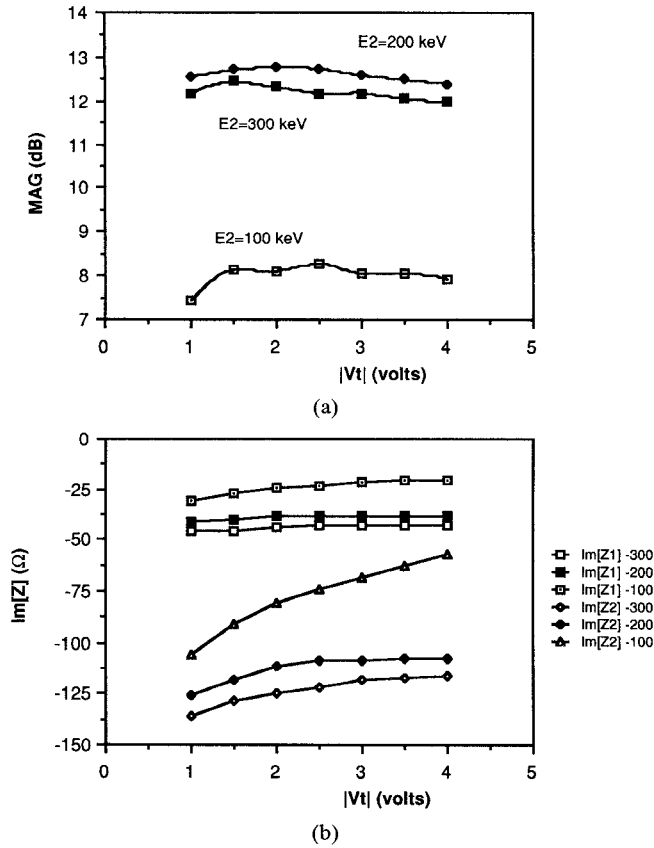 14
13
12
11
10
9
8
7
MAG (dB)
E2=200 keV
E2=300 keV
E2=100 keV
0 1 2 3 4 5
|Vt| (volts)
(a)
-0
-25
-50
-75
-100
-125
-150
Im[Z] (Ω)
Im[Z1] -300
Im[Z1] -200
Im[Z1] -100
Im[Z2] -300
Im[Z2] -200
Im[Z2] -100
0 1 2 3 4 5
|Vt| (volts)
(b)